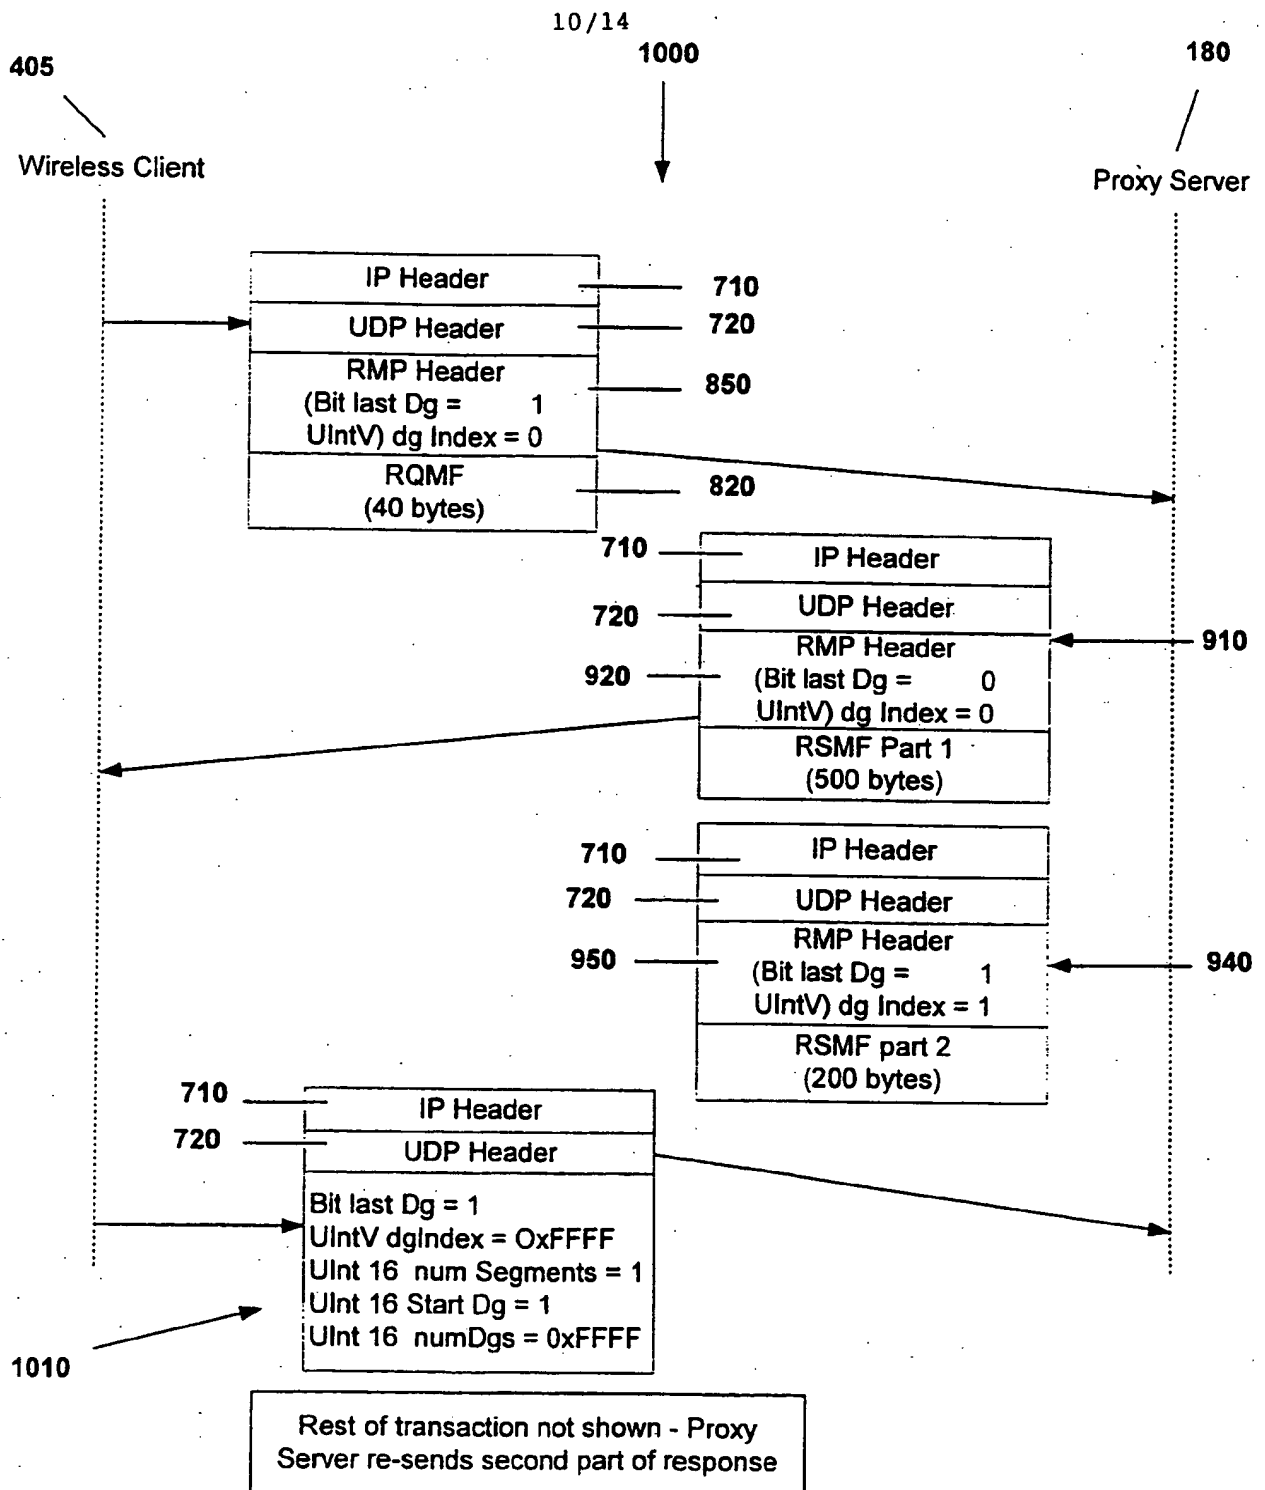 10/14
405
1000
180
Wireless Client
Proxy Server
IP Header
710
UDP Header
720
RMP Header
850
(Bit last Dg = 1
UIntV) dg Index = 0
RQMF
820
(40 bytes)
710
IP Header
720
UDP Header
RMP Header
910
920
(Bit last Dg = 0
UIntV) dg Index = 0
RSMF Part 1
(500 bytes)
710
IP Header
720
UDP Header
RMP Header
950
(Bit last Dg = 1
940
UIntV) dg Index = 1
RSMF part 2
(200 bytes)
710
IP Header
720
UDP Header
Bit last Dg = 1
UIntV dgIndex = OxFFFF
UInt 16 num Segments = 1
UInt 16 Start Dg = 1
UInt 16 numDgs = 0xFFFF
1010
Rest of transaction not shown - Proxy
Server re-sends second part of response